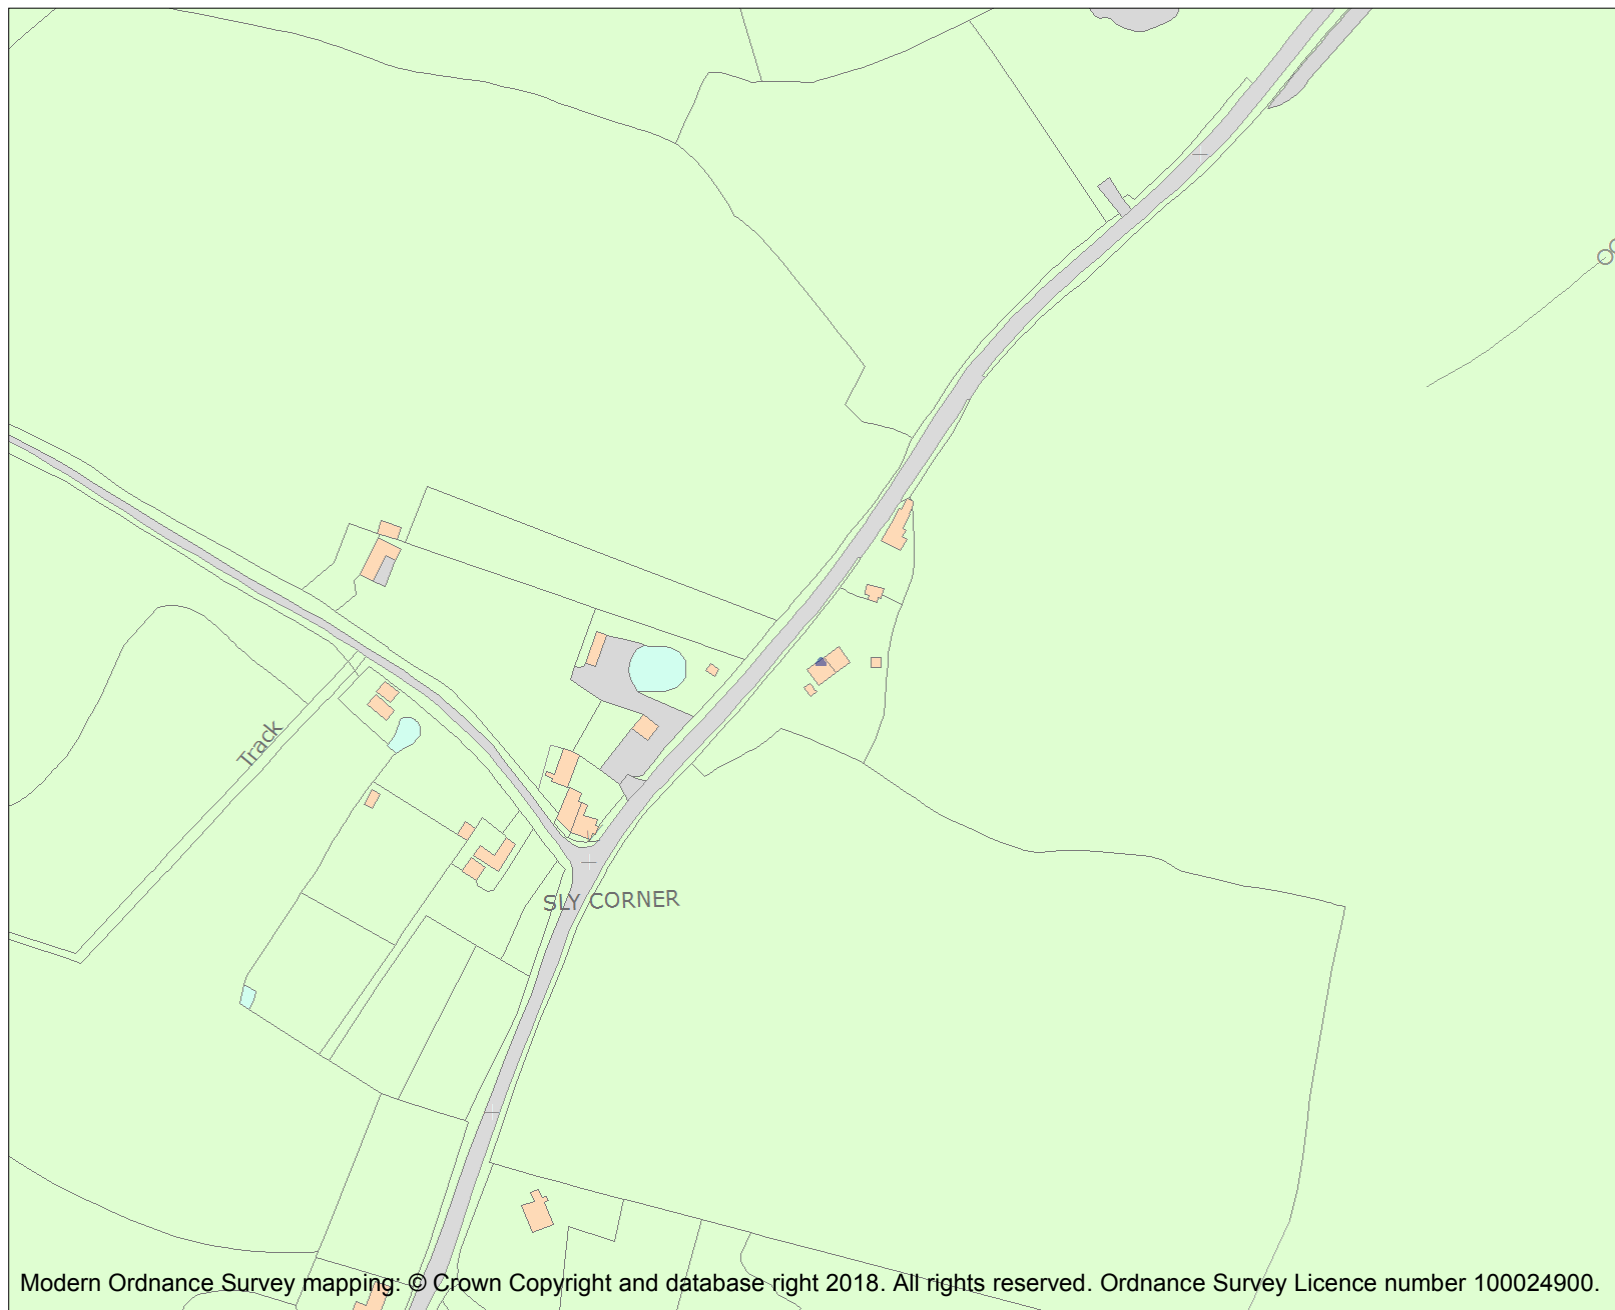 Track
SLY CORNER
Modern Ordnance Survey mapping: © Crown Copyright and database right 2018. All rights reserved. Ordnance Survey Licence number 100024900.